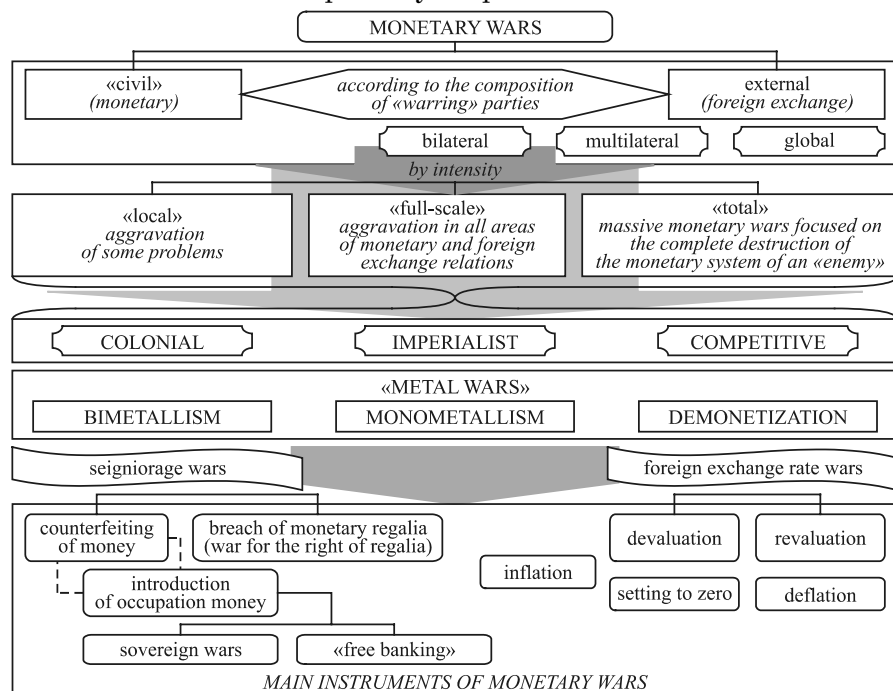 MONETARY WARS
«civil»
(monetary)
according to the composition
of «warring» parties
external
(foreign exchange)
bilateral
multilateral
global
by intensity
«local»
aggravation
of some problems
«full-scale»
aggravation in all areas
of monetary and foreign
exchange relations
«total»
massive monetary wars focused on
the complete destruction of
the monetary system of an «enemy»
COLONIAL
IMPERIALIST
COMPETITIVE
«METAL WARS»
BIMETALLISM
MONOMETALLISM
DEMONETIZATION
seigniorage wars
foreign exchange rate wars
counterfeiting
of money
breach of monetary regalia
(war for the right of regalia)
introduction
of occupation money
sovereign wars
«free banking»
inflation
devaluation
revaluation
setting to zero
deflation
MAIN INSTRUMENTS OF MONETARY WARS